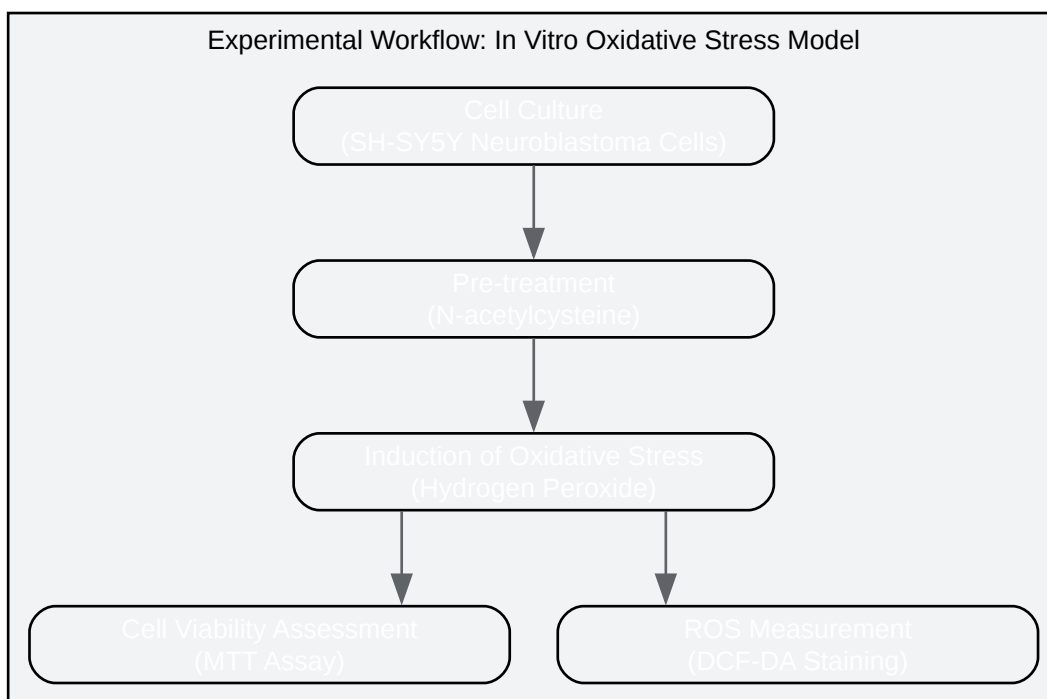 Experimental Workflow: In Vitro Oxidative Stress Model
Cell Culture
(SH-SY5Y Neuroblastoma Cells)
Pre-treatment
(N-acetylcysteine)
Induction of Oxidative Stress
(Hydrogen Peroxide)
Cell Viability Assessment
(MTT Assay)
ROS Measurement
(DCF-DA Staining)